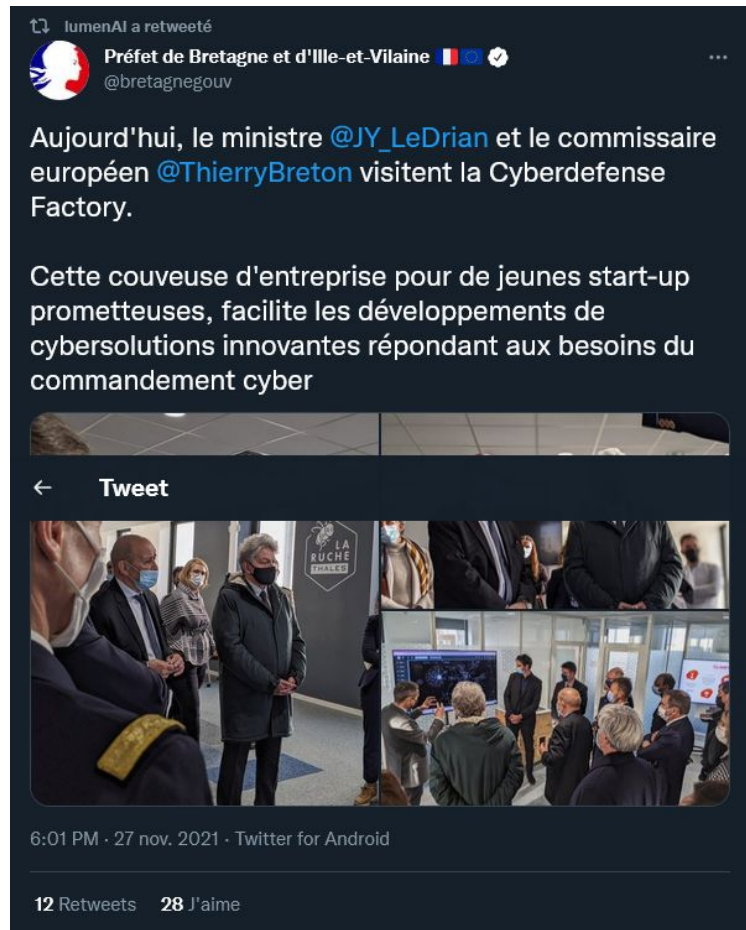 lumenAI a retweeté
Préfet de Bretagne et d'Ille-et-Vilaine
@bretagnegouv
Aujourd'hui, le ministre @JY_LeDrian et le commissaire
européen @ThierryBreton visitent la Cyberdefense
Factory.
Cette couveuse d'entreprise pour de jeunes start-up
prometteuses, facilite les développements de
cybersolutions innovantes répondant aux besoins du
commandement cyber
Tweet
LA
RUCHE
THALES
6:01 PM · 27 nov. 2021 · Twitter for Android
12 Retweets 28 J'aime